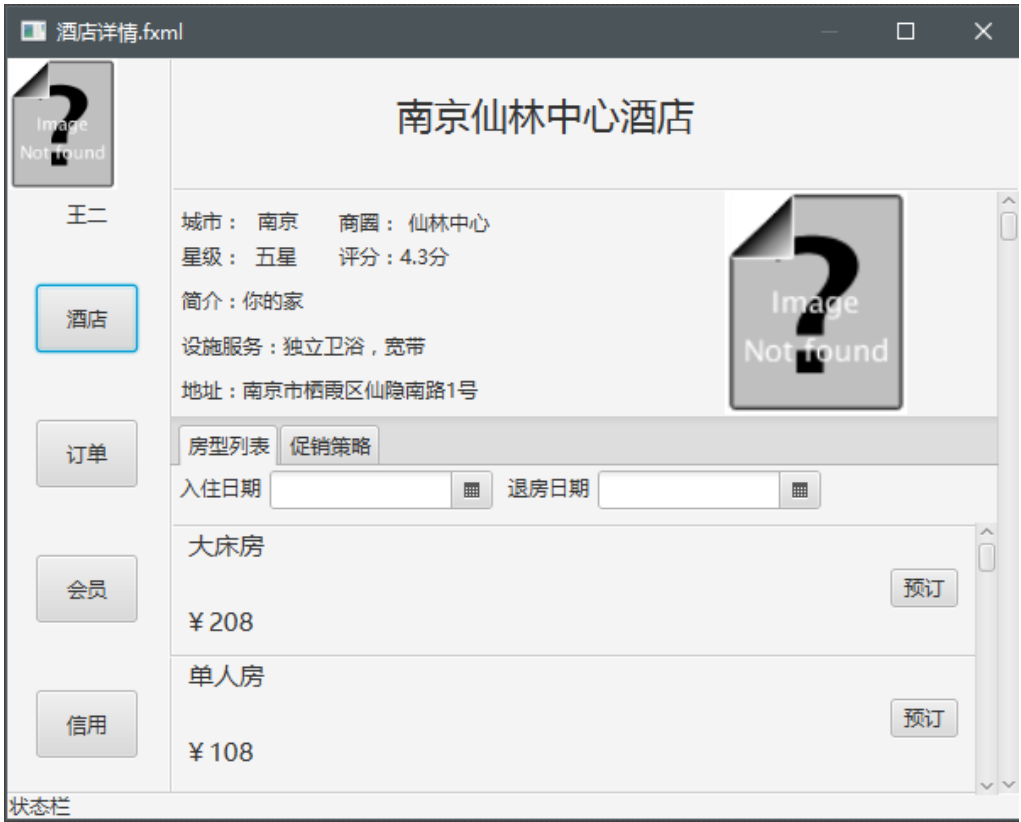 酒店详情.fxml
?
Image
Not found
王二
酒店
订单
会员
信用
南京仙林中心酒店
城市： 南京 商圈： 仙林中心
星级： 五星 评分：4.3分
简介：你的家
设施服务：独立卫浴，宽带
地址：南京市栖霞区仙隐南路1号
?
Image
Not found
房型列表 促销策略
入住日期 退房日期
大床房
预订
￥208
单人房
预订
￥108
状态栏